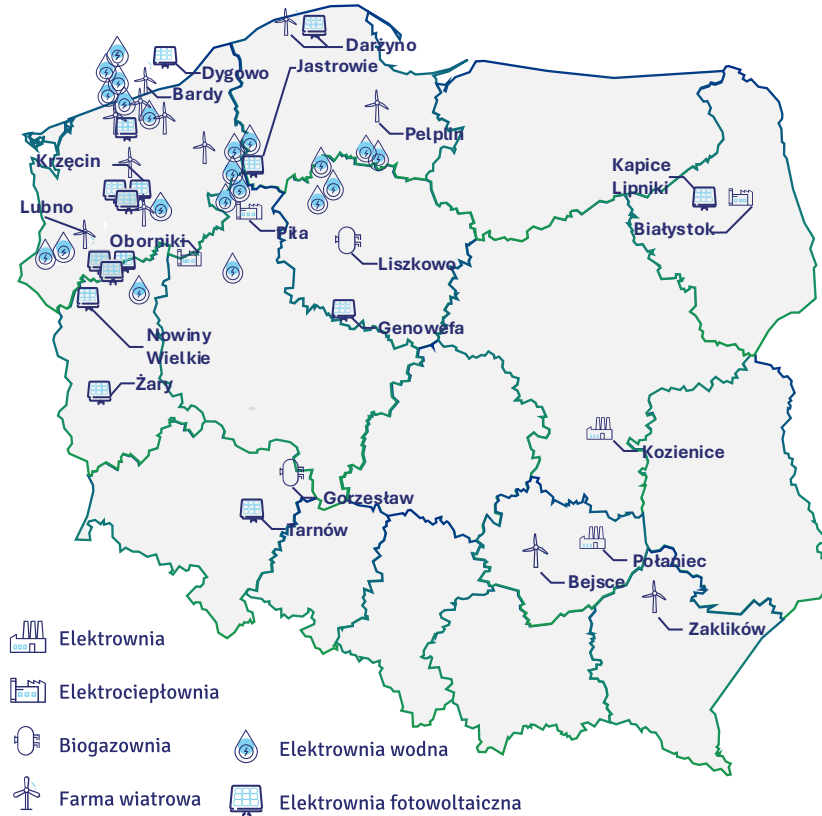 Darżyno
Dygowo
Jastrowie
Bardy
Pelplin
Krzęcin
Kapice
Lipniki
Lubno
Białystok
Oborniki
Piła
Liszkowo
Genowefa
Nowiny
Wielkie
Żary
Kozienice
Gorzesław
Tarnów
Połaniec
Bejsce
Zaklików
Elektrownia
Elektrociepłownia
Biogazownia
Elektrownia wodna
Farma wiatrowa
Elektrownia fotowoltaiczna